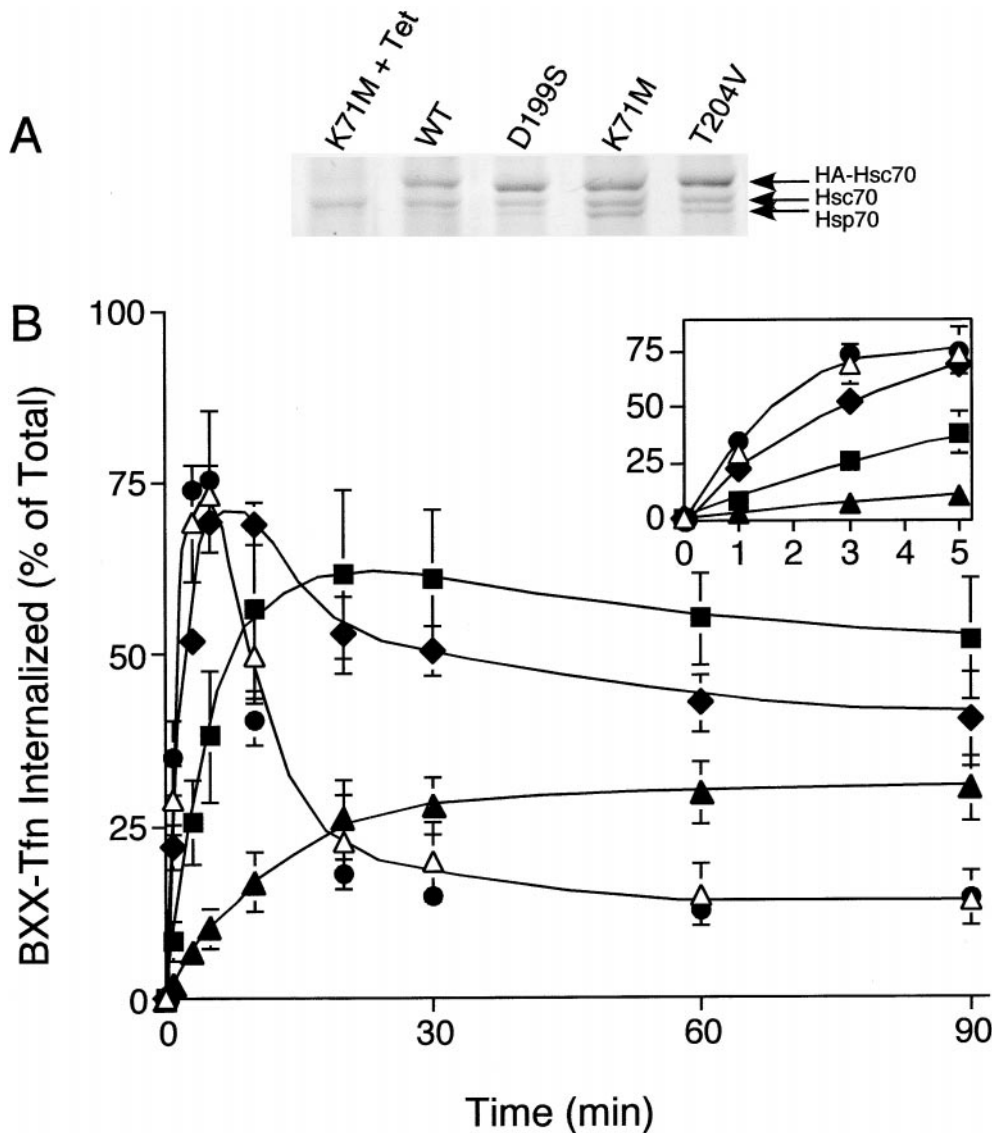 A
K71M + Tet
WT
D199S
K71M
T204V
HA-Hsc70
Hsc70
Hsp70
B
BXX-Tfn Internalized (% of Total)
100
75
50
25
0
0
30
60
90
Time (min)
75
50
25
0
0
1
2
3
4
5